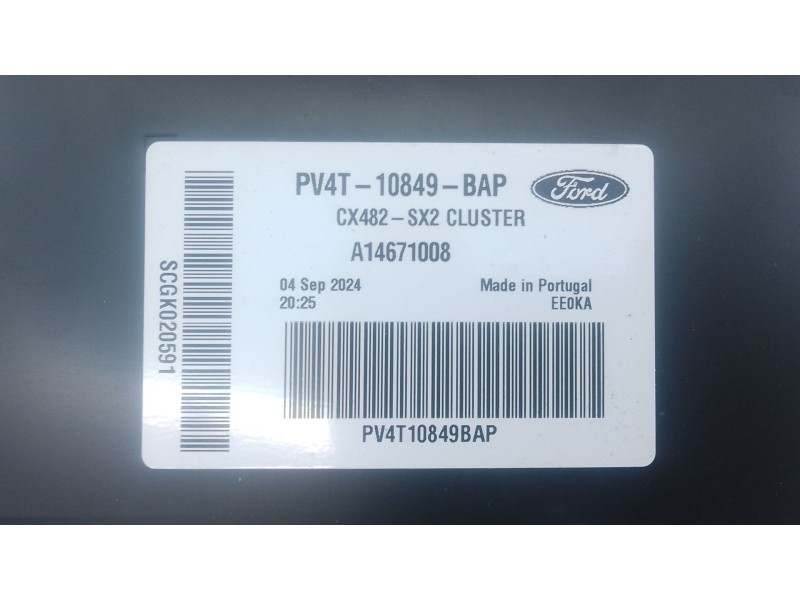 PV4T-10849-BAP
Ford
CX482-SX2 CLUSTER
A14671008
04 Sep 2024
20:25
Made in Portugal
EE0KA
SCGK020591
PV4T10849BAP